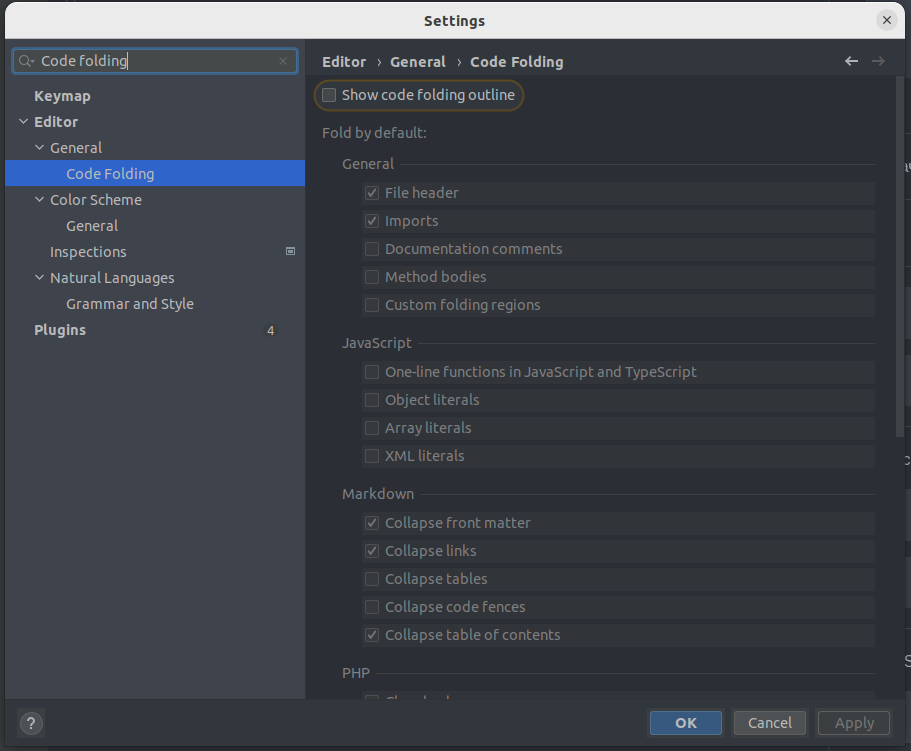 Settings
Code folding
Keymap
Editor
General
Code Folding
Color Scheme
General
Inspections
Natural Languages
Grammar and Style
Plugins 4
Editor › General › Code Folding
Show code folding outline
Fold by default:
General
File header
Imports
Documentation comments
Method bodies
Custom folding regions
JavaScript
One-line functions in JavaScript and TypeScript
Object literals
Array literals
XML literals
Markdown
Collapse front matter
Collapse links
Collapse tables
Collapse code fences
Collapse table of contents
PHP
?
OK
Cancel
Apply